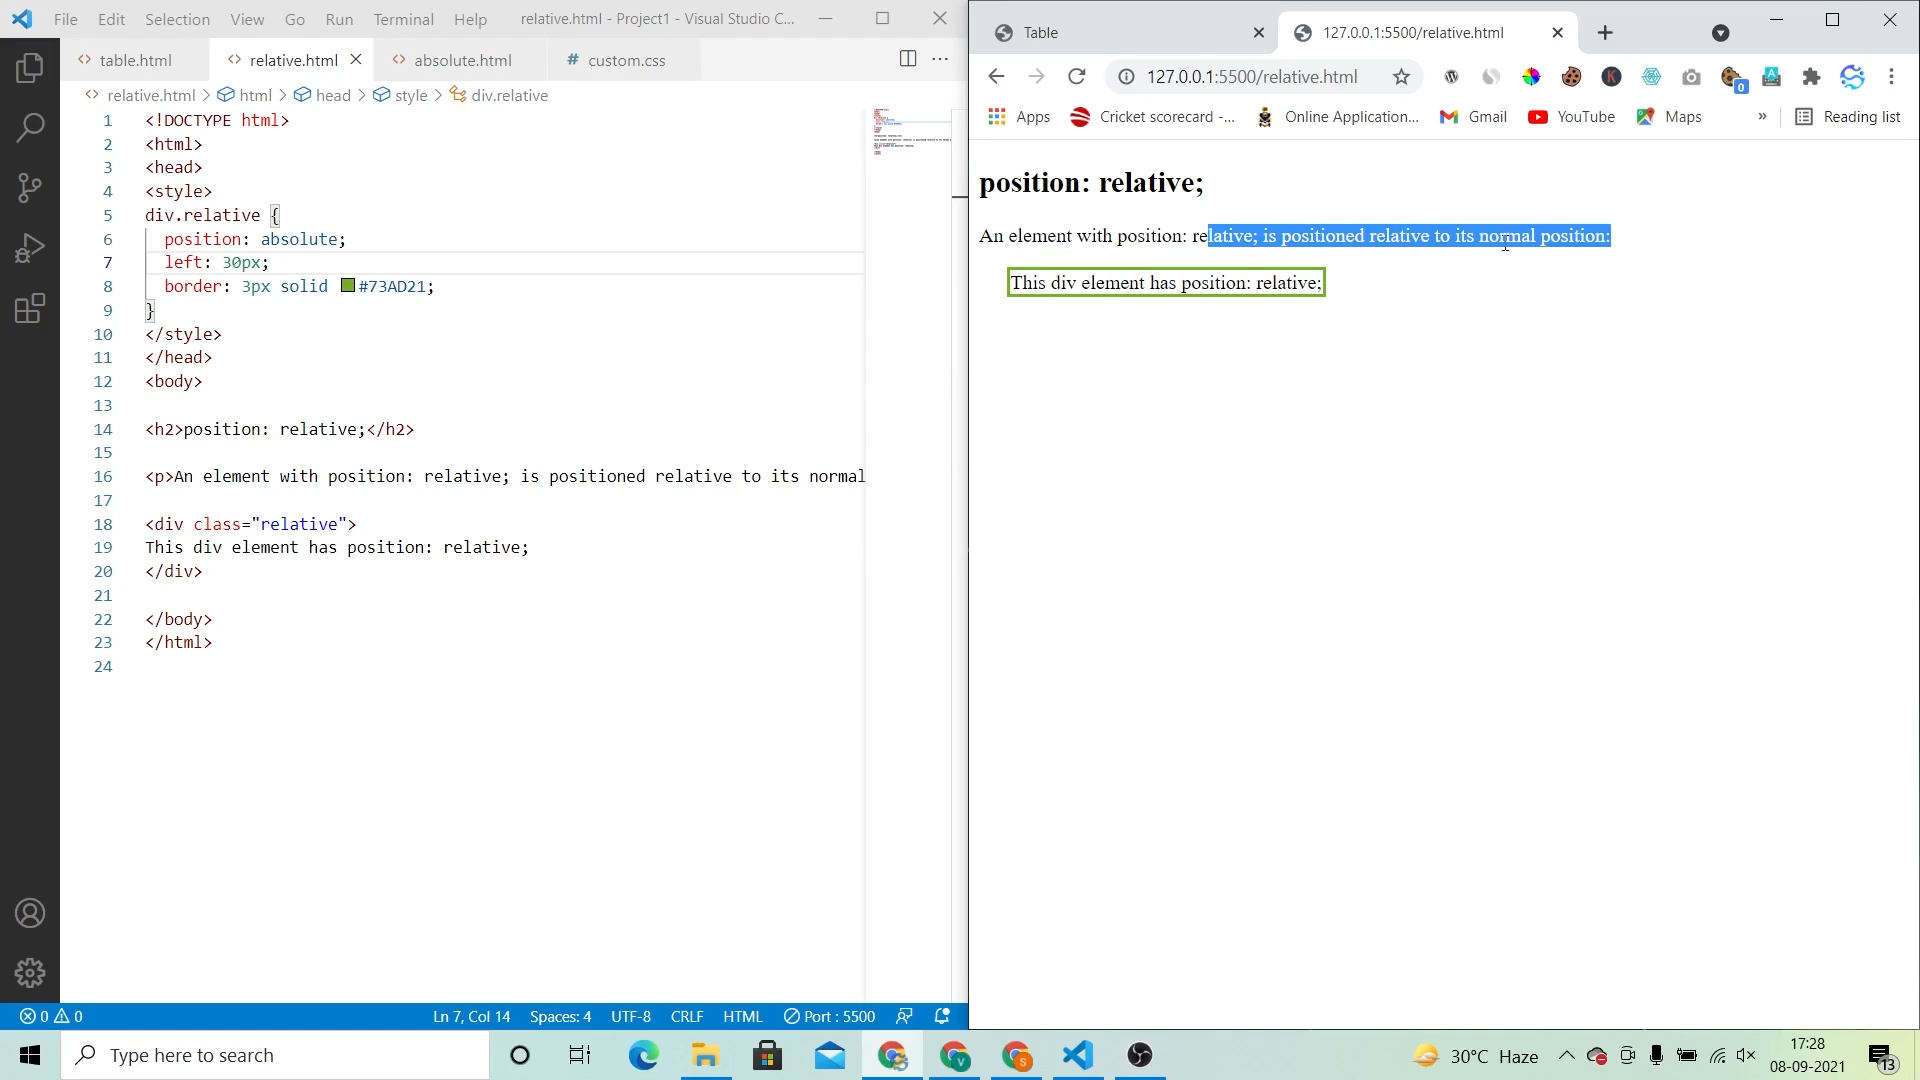 File Edit Selection View Go Run Terminal Help relative.html - Project1 - Visual Studio C...
table.html relative.html absolute.html # custom.css
relative.html > html > head > style > div.relative
1 <!DOCTYPE html>
2 <html>
3 <head>
4 <style>
5 div.relative {
6 position: absolute;
7 left: 30px;
8 border: 3px solid #73AD21;
9 }
10 </style>
11 </head>
12 <body>
13
14 <h2>position: relative;</h2>
15
16 <p>An element with position: relative; is positioned relative to its normal
17
18 <div class="relative">
19 This div element has position: relative;
20 </div>
21
22 </body>
23 </html>
24
0 0 Ln 7, Col 14 Spaces: 4 UTF-8 CRLF HTML Port : 5500
Table 127.0.0.1:5500/relative.html
127.0.0.1:5500/relative.html
0
Apps Cricket scorecard -... Online Application... Gmail YouTube Maps » Reading list
position: relative;
An element with position: relative; is positioned relative to its normal position:
This div element has position: relative;
Type here to search
30°C Haze
17:28
08-09-2021
13